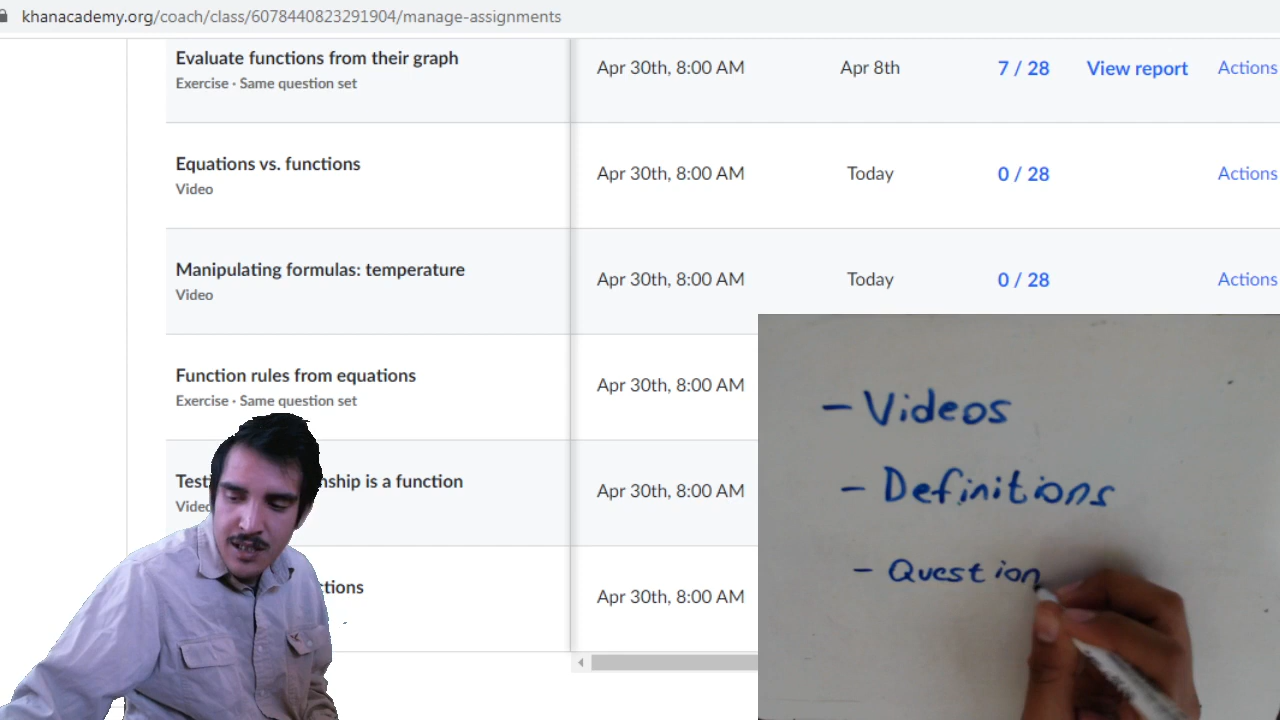 khanacademy.org/coach/class/6078440823291904/manage-assignments
Evaluate functions from their graph
Exercise · Same question set
Apr 30th, 8:00 AM
Apr 8th
7 / 28
View report
Actions
Equations vs. functions
Video
Apr 30th, 8:00 AM
Today
0 / 28
Actions
Manipulating formulas: temperature
Video
Apr 30th, 8:00 AM
Today
0 / 28
Actions
Function rules from equations
Exercise · Same question set
Apr 30th, 8:00 AM
is a function
Apr 30th, 8:00 AM
Apr 30th, 8:00 AM
- Videos
- Definitions
- Question